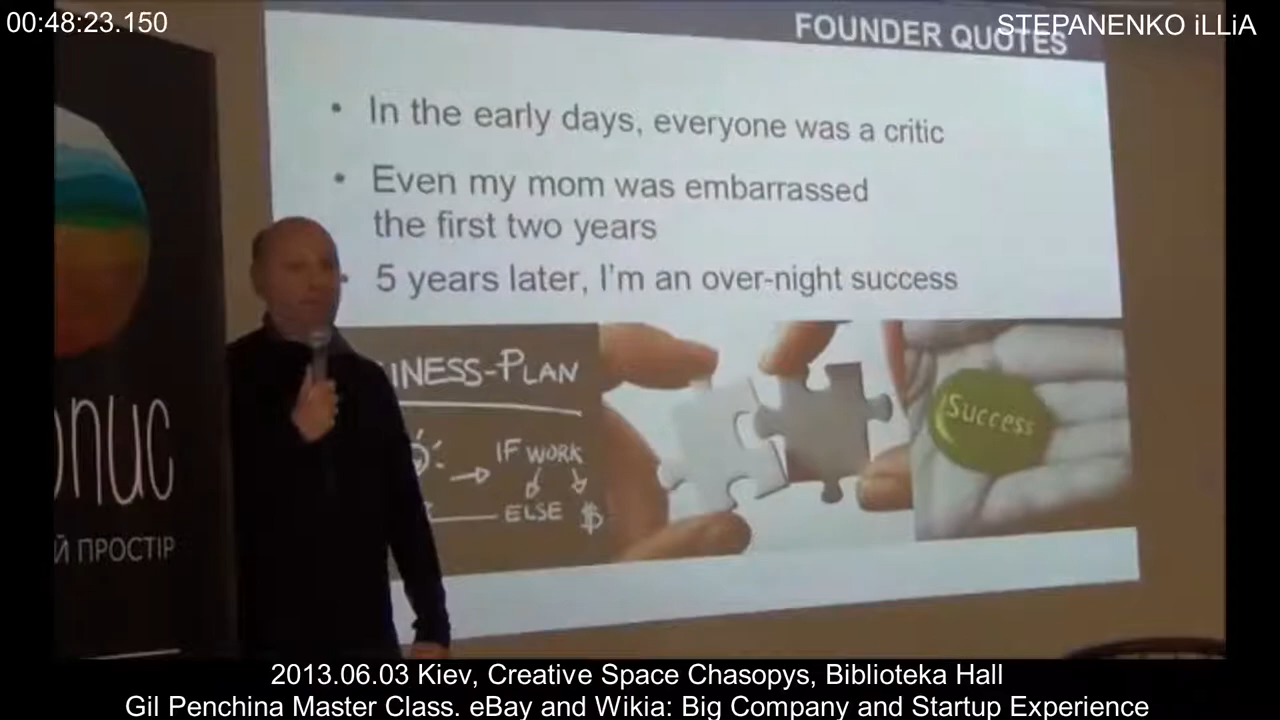 00:48:23.150
STEPANENKO iLLiA
FOUNDER QUOTES
• In the early days, everyone was a critic
• Even my mom was embarrassed
the first two years
• 5 years later, I'm an over-night success
INESS-PLAN
IF WORK
ELSE $
Success
опис
Й ПРОСТІР
2013.06.03 Kiev, Creative Space Chasopys, Biblioteka Hall
Gil Penchina Master Class. eBay and Wikia: Big Company and Startup Experience